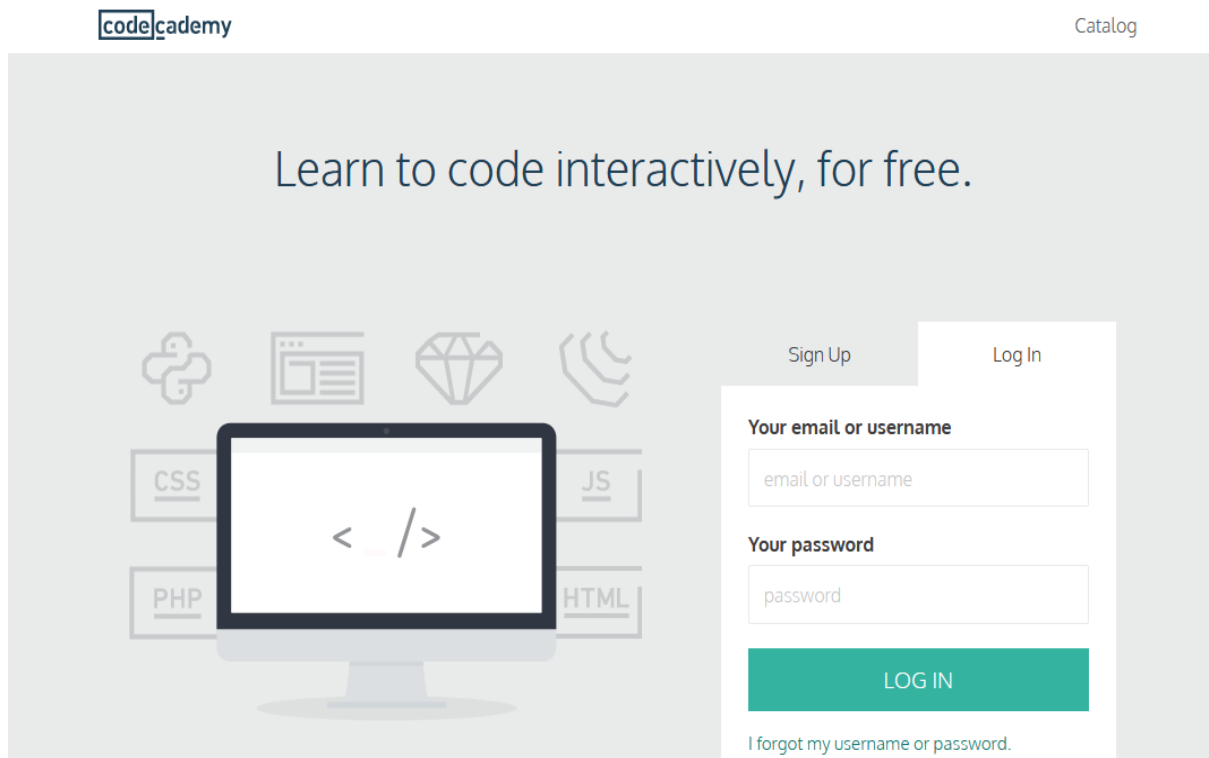 codecademy
Catalog
Learn to code interactively, for free.
Sign Up
Log In
CSS
JS
< _ />
PHP
HTML
Your email or username
email or username
Your password
password
LOG IN
I forgot my username or password.